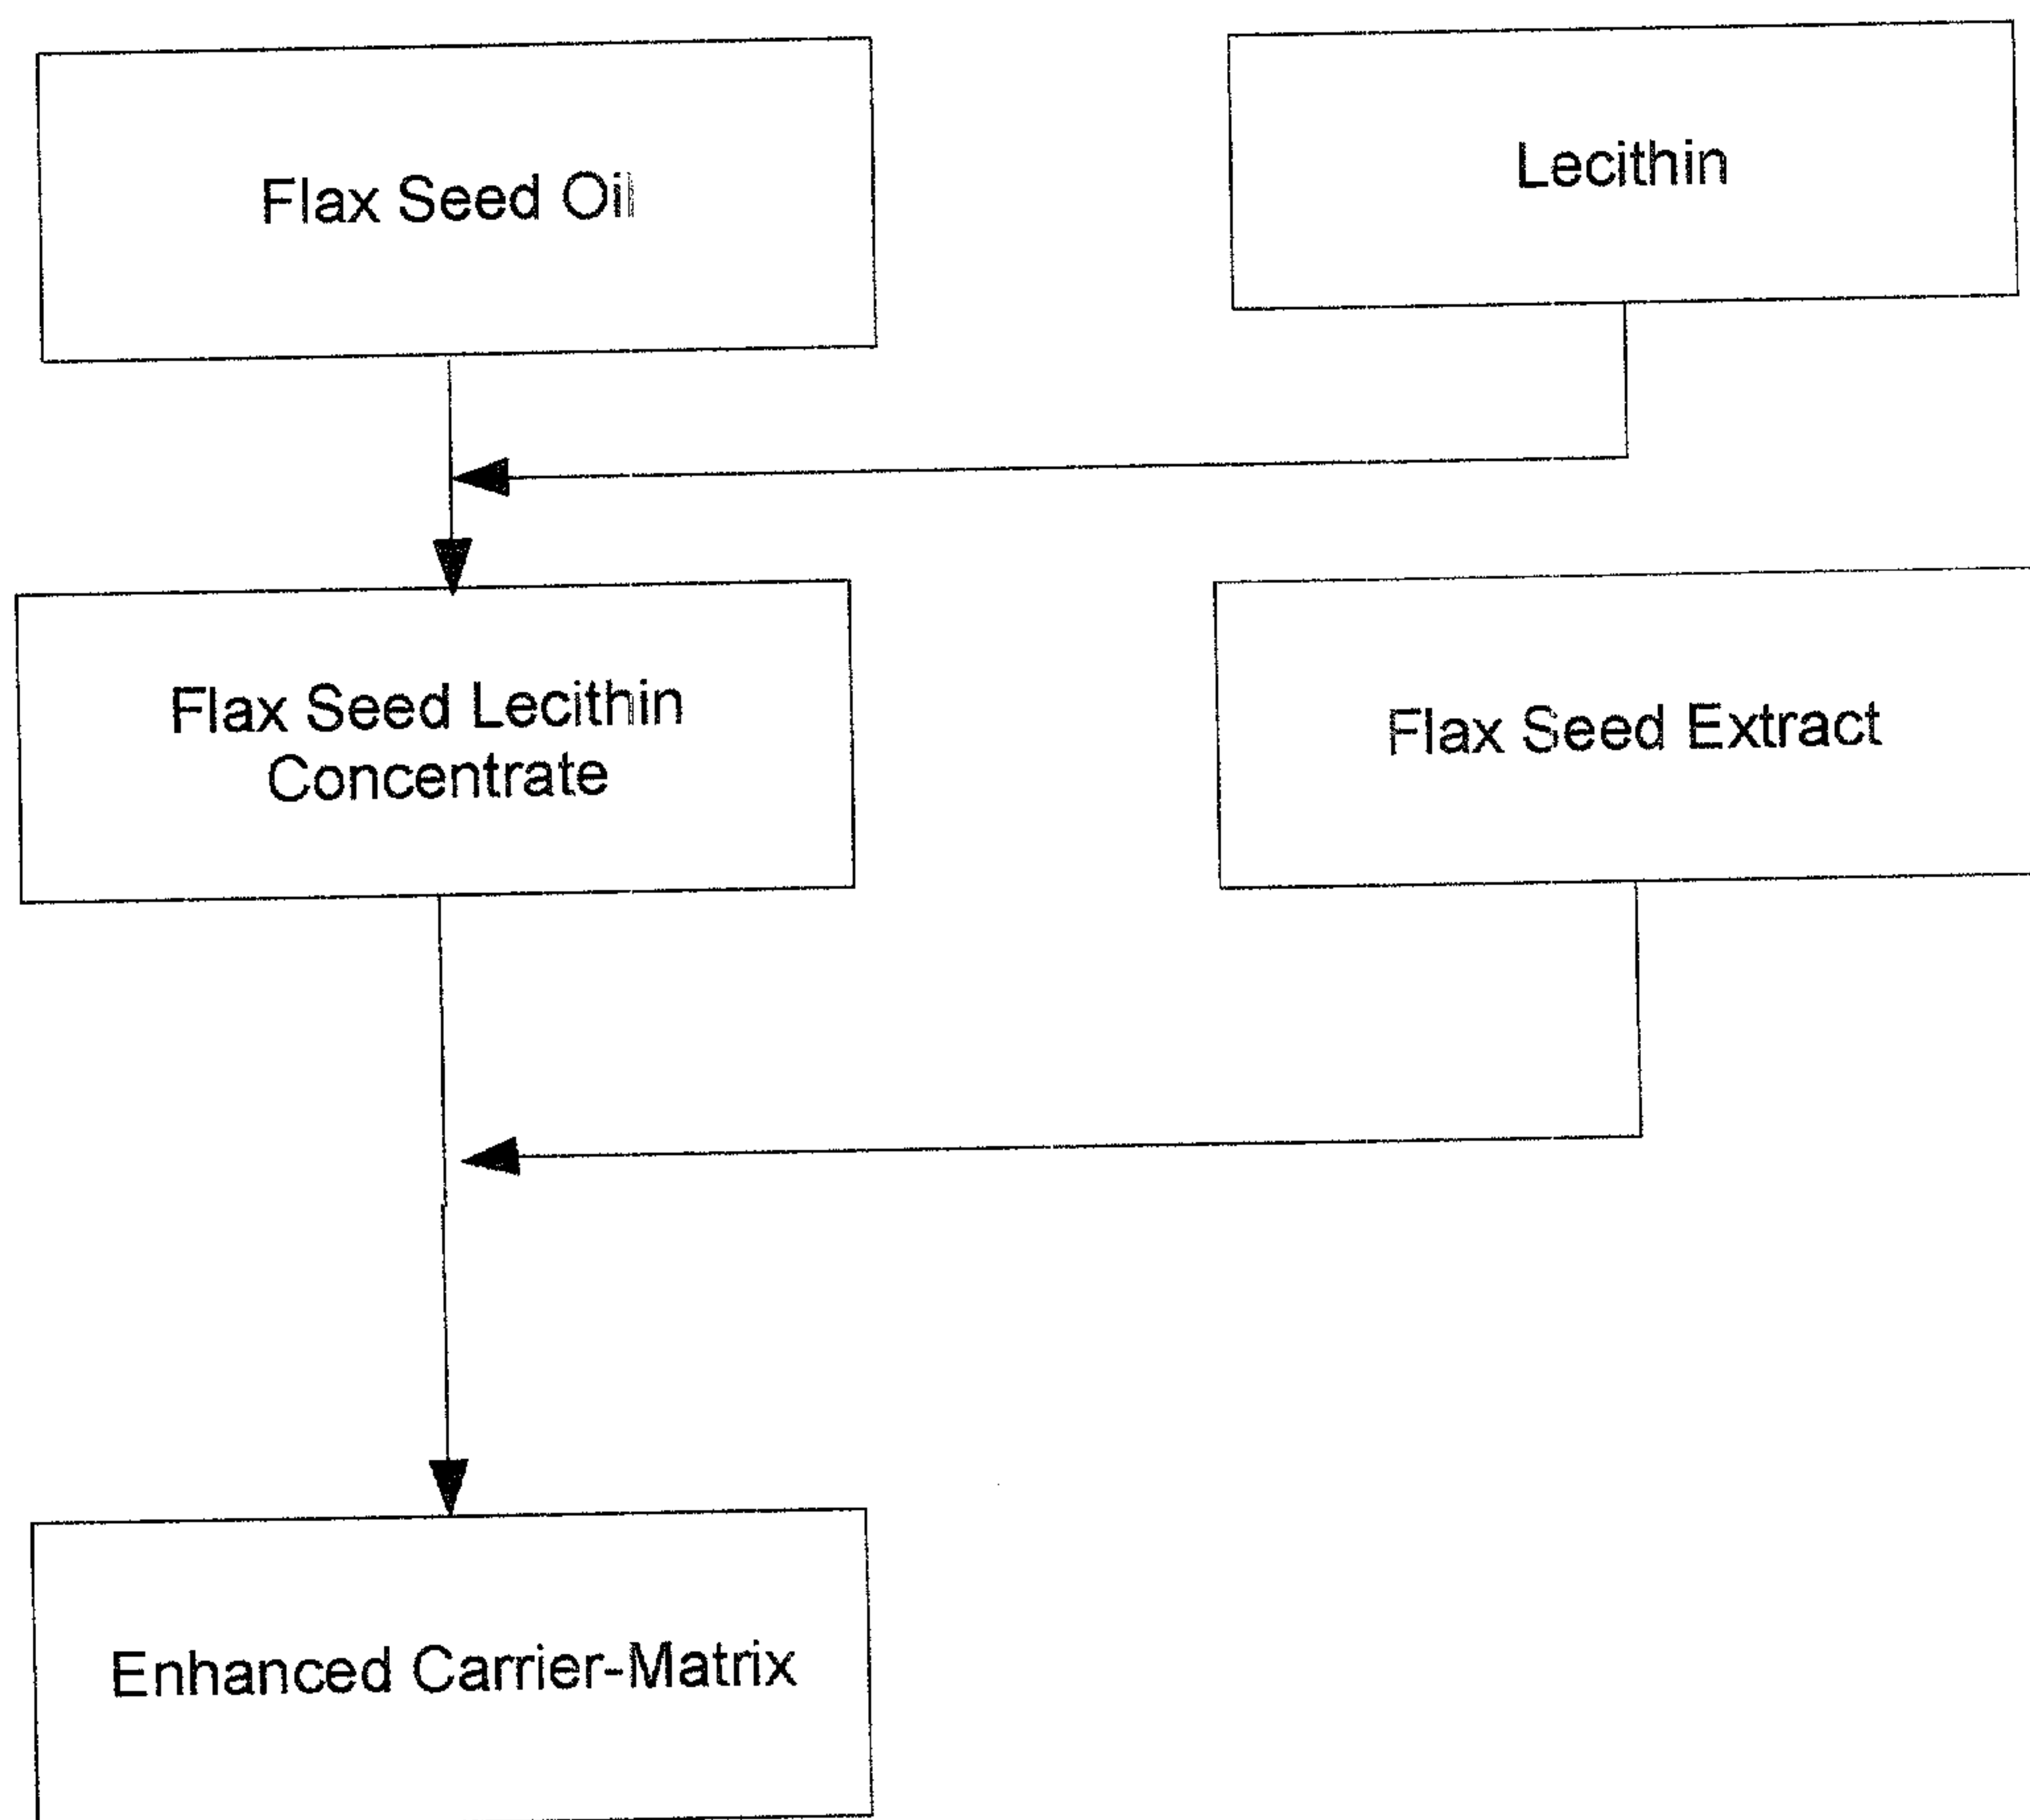 Flax Seed Oil
Lecithin
Flax Seed Lecithin
Concentrate
Flax Seed Extract
Enhanced Carrier-Matrix